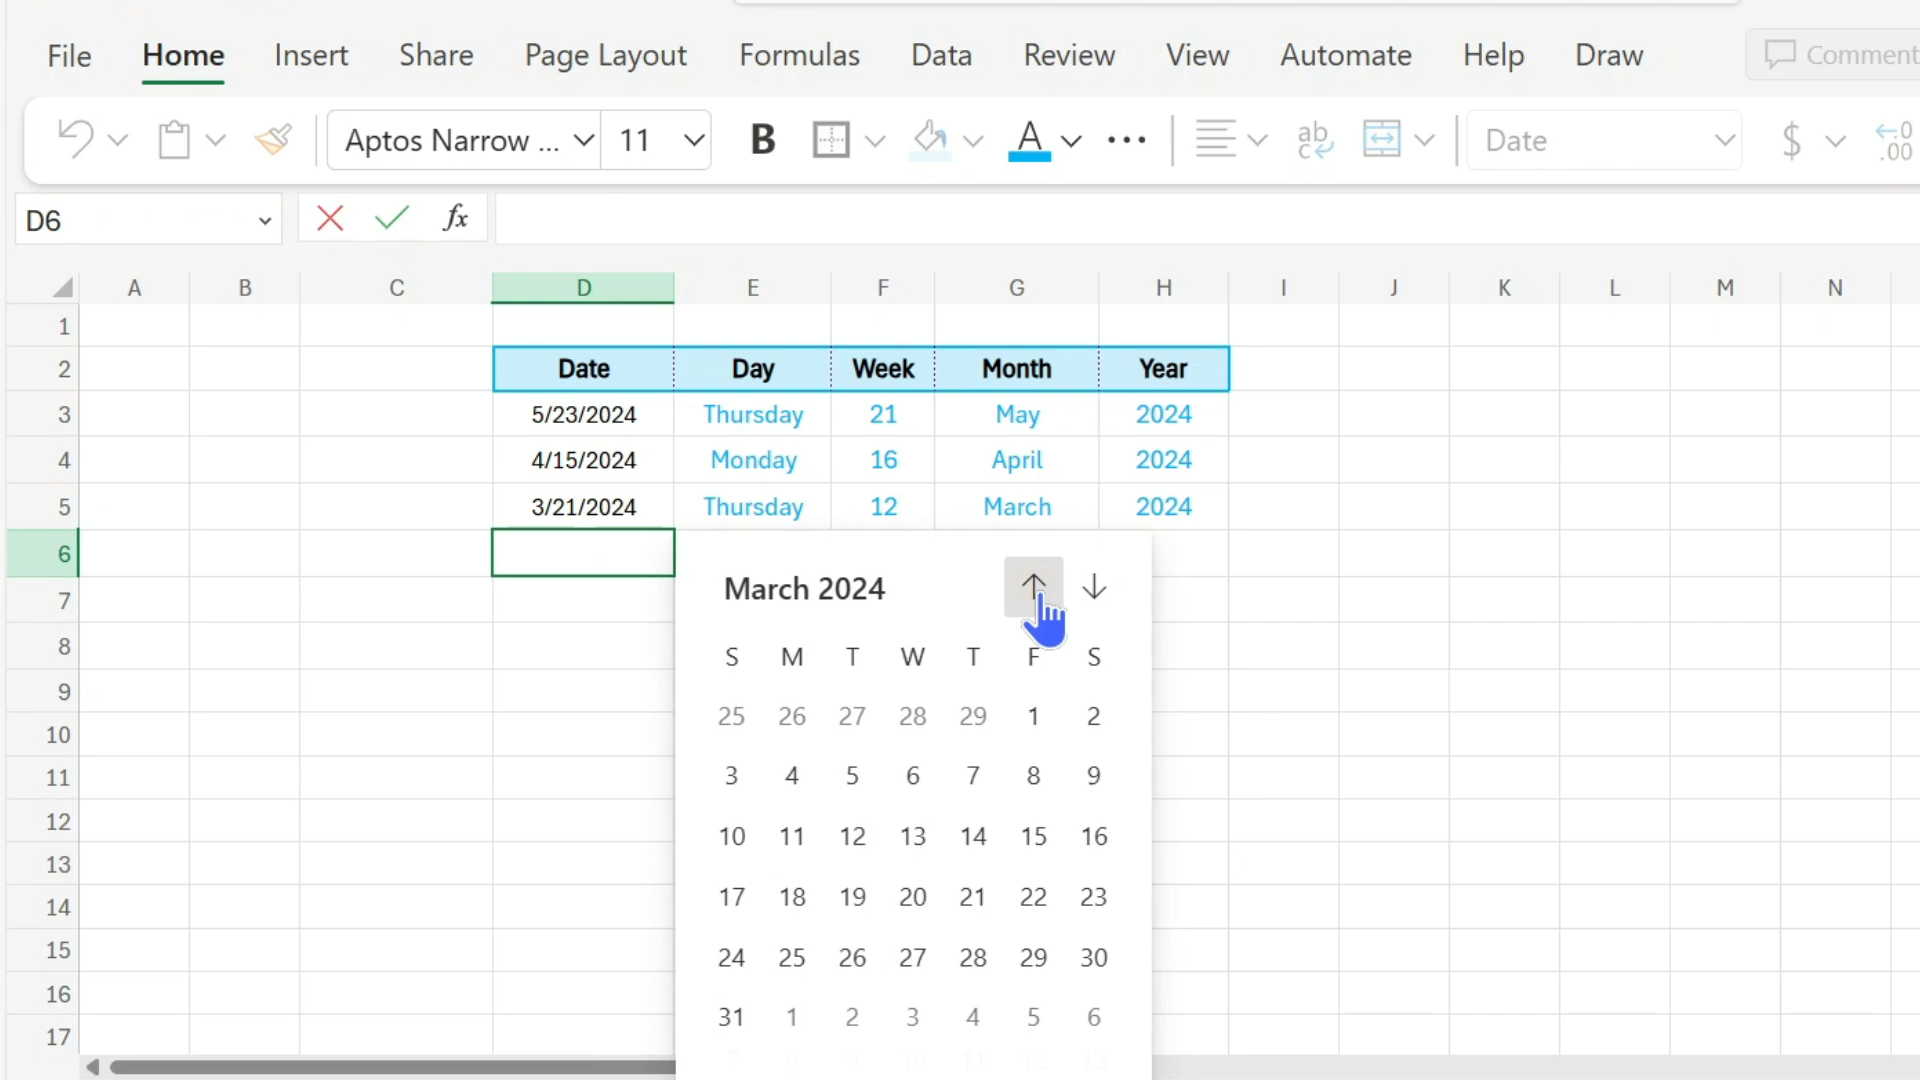 File Home Insert Share Page Layout Formulas Data Review View Automate Help Draw Comment
Aptos Narrow ... 11 B A ab c Date $ .00
D6 fx
A B C D E F G H I J K L M N
1
2 Date Day Week Month Year
3 5/23/2024 Thursday 21 May 2024
4 4/15/2024 Monday 16 April 2024
5 3/21/2024 Thursday 12 March 2024
6
March 2024
7
8 S M T W T F S
9 25 26 27 28 29 1 2
10
11 3 4 5 6 7 8 9
12 10 11 12 13 14 15 16
13
14 17 18 19 20 21 22 23
15 24 25 26 27 28 29 30
16 31 1 2 3 4 5 6
17